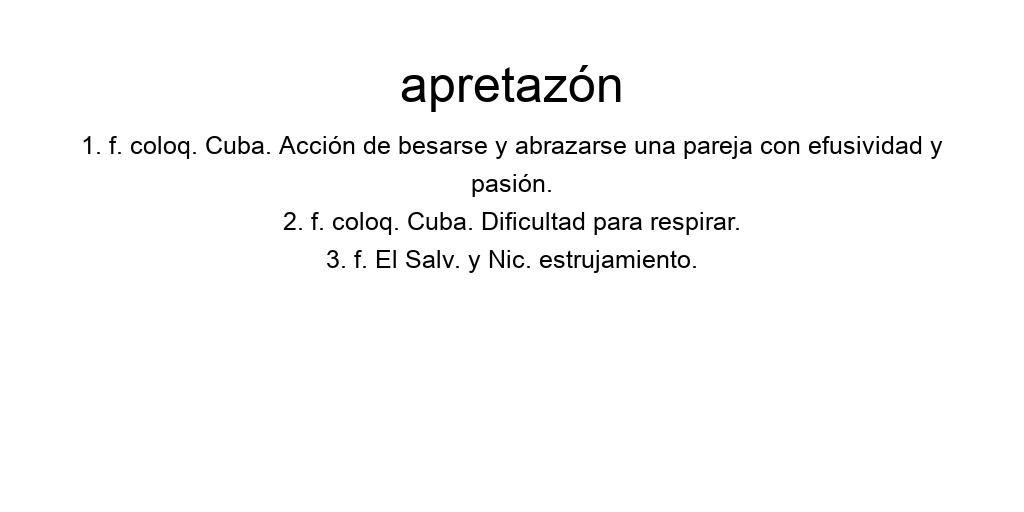 apretazón
1. f. coloq. Cuba. Acción de besarse y abrazarse una pareja con efusividad y
pasión.
2. f. coloq. Cuba. Dificultad para respirar.
3. f. El Salv. y Nic. estrujamiento.